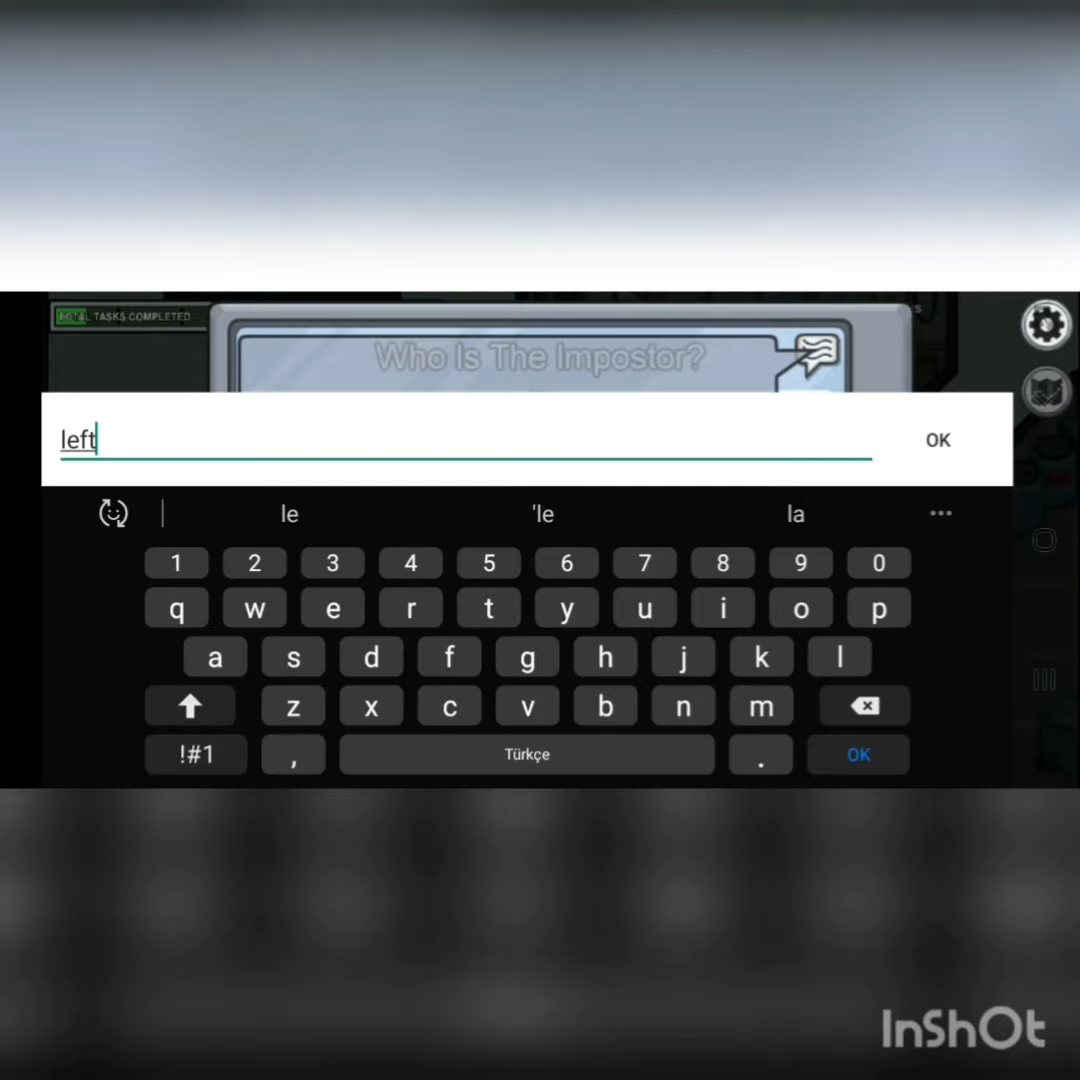 TOTAL TASKS COMPLETED
s
Who Is The Impostor?
left
OK
le 'le la
1 2 3 4 5 6 7 8 9 0
q w e r t y u i o p
a s d f g h j k l
z x c v b n m
!#1 , Türkçe . OK
InShOt